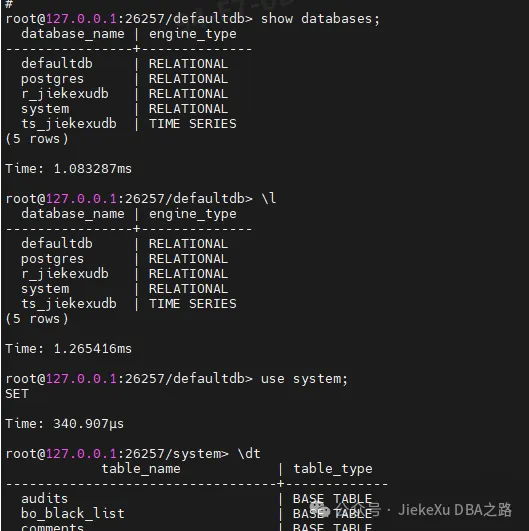 #
root@127.0.0.1:26257/defaultdb> show databases;
  database_name | engine_type
----------------+--------------
  defaultdb     | RELATIONAL
  postgres      | RELATIONAL
  r_jiekexudb   | RELATIONAL
  system        | RELATIONAL
  ts_jiekexudb  | TIME SERIES
(5 rows)
Time: 1.083287ms
root@127.0.0.1:26257/defaultdb> \l
  database_name | engine_type
----------------+--------------
  defaultdb     | RELATIONAL
  postgres      | RELATIONAL
  r_jiekexudb   | RELATIONAL
  system        | RELATIONAL
  ts_jiekexudb  | TIME SERIES
(5 rows)
Time: 1.265416ms
root@127.0.0.1:26257/defaultdb> use system;
SET
Time: 340.907µs
root@127.0.0.1:26257/system> \dt
            table_name            | table_type
----------------------------------+-------------
  audits                          | BASE TABLE
  bo_black_list                   | BASE TABLE
  comments                        | BASE TABLE
公众号 · JiekeXu DBA之路